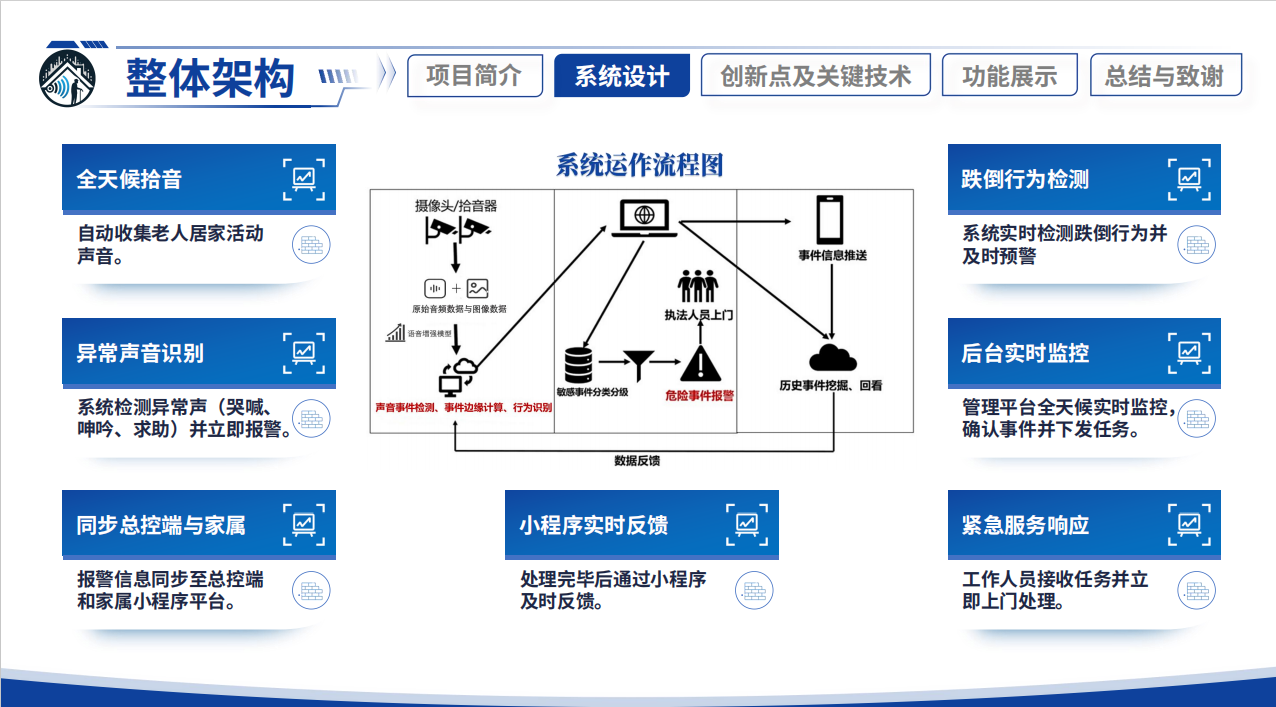 整体架构
项目简介
系统设计
创新点及关键技术
功能展示
总结与致谢
全天候拾音
自动收集老人居家活动
声音。
异常声音识别
系统检测异常声（哭喊、
呻吟、求助）并立即报警。
同步总控端与家属
报警信息同步至总控端
和家属小程序平台。
系统运作流程图
摄像头/拾音器
+
原始音频数据与图像数据
语音增强模型
声音事件检测、事件边缘计算、行为识别
敏感事件分类分级
执法人员上门
危险事件报警
事件信息推送
历史事件挖掘、回看
数据反馈
小程序实时反馈
处理完毕后通过小程序
及时反馈。
跌倒行为检测
系统实时检测跌倒行为并
及时预警
后台实时监控
管理平台全天候实时监控，
确认事件并下发任务。
紧急服务响应
工作人员接收任务并立
即上门处理。